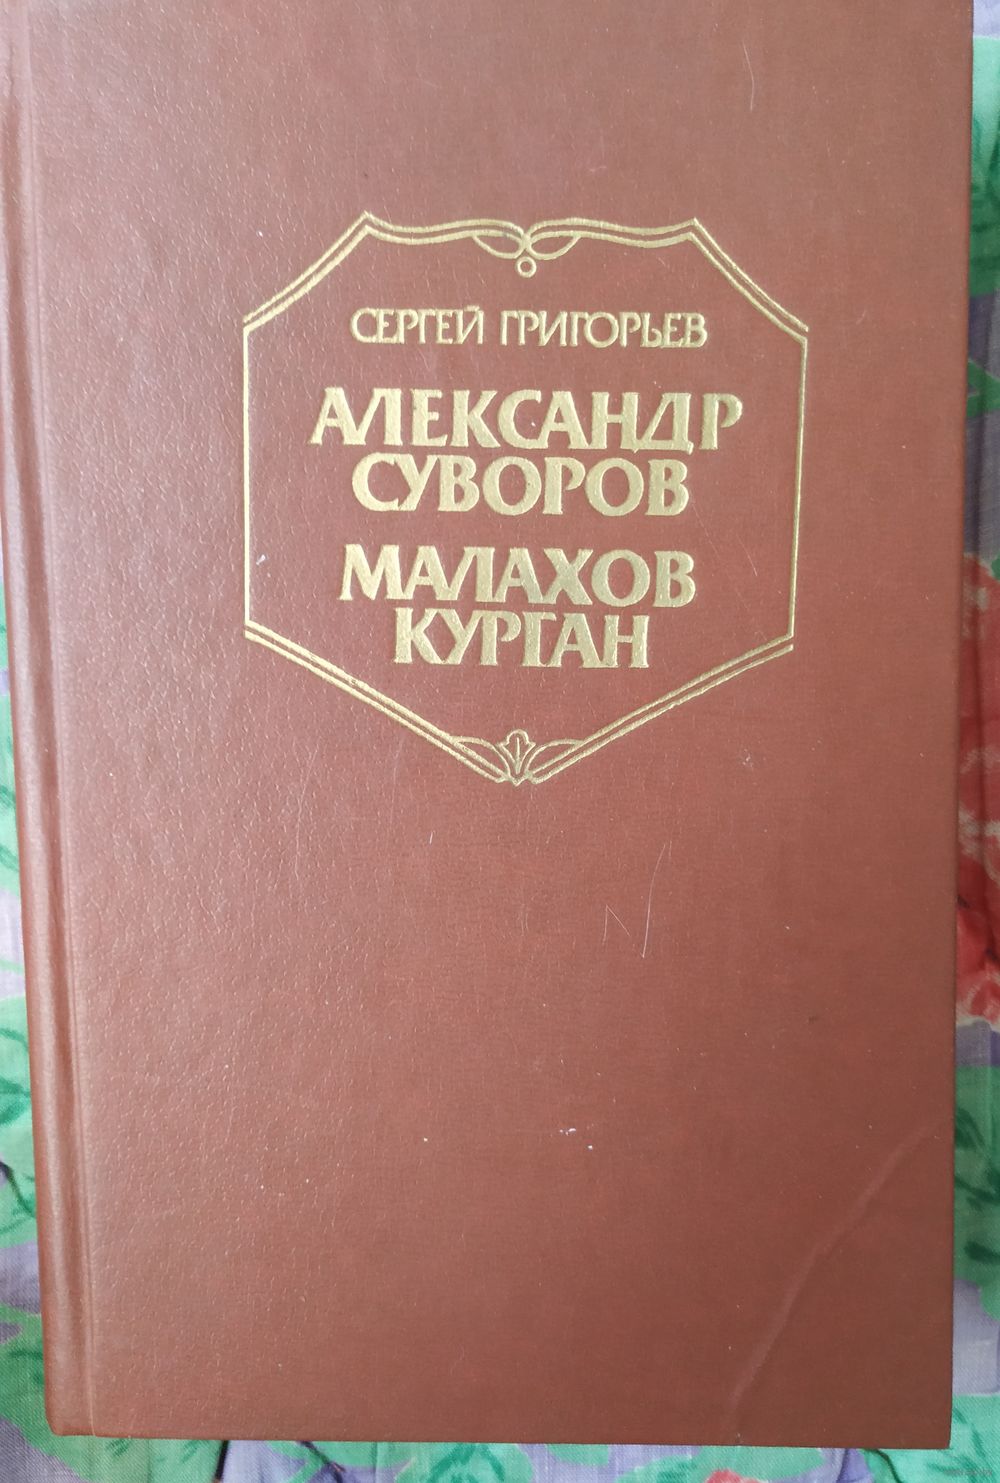 СЕРГЕЙ ГРИГОРЬЕВ
АЛЕКСАНДР
СУВОРОВ
МАЛАХОВ
КУРГАН